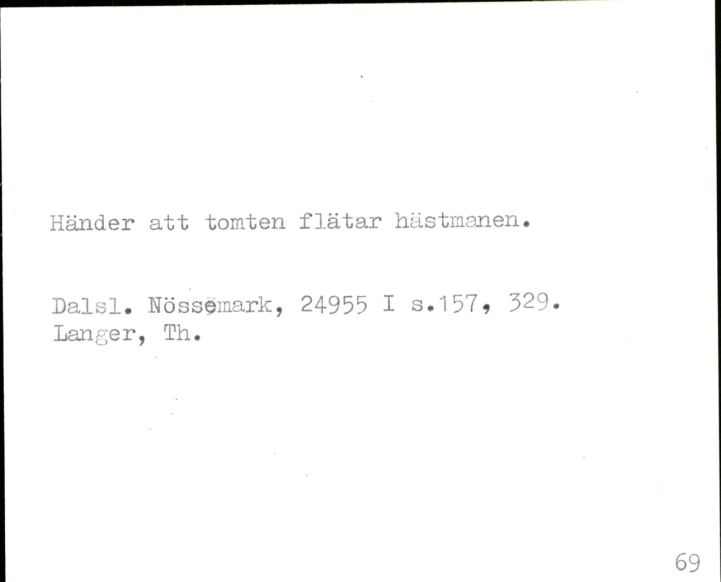 Händer att tomten flätar hästmanen.
Dalsl. Nössemark, 24955 I s.157, 329.
Langer, Th.
69